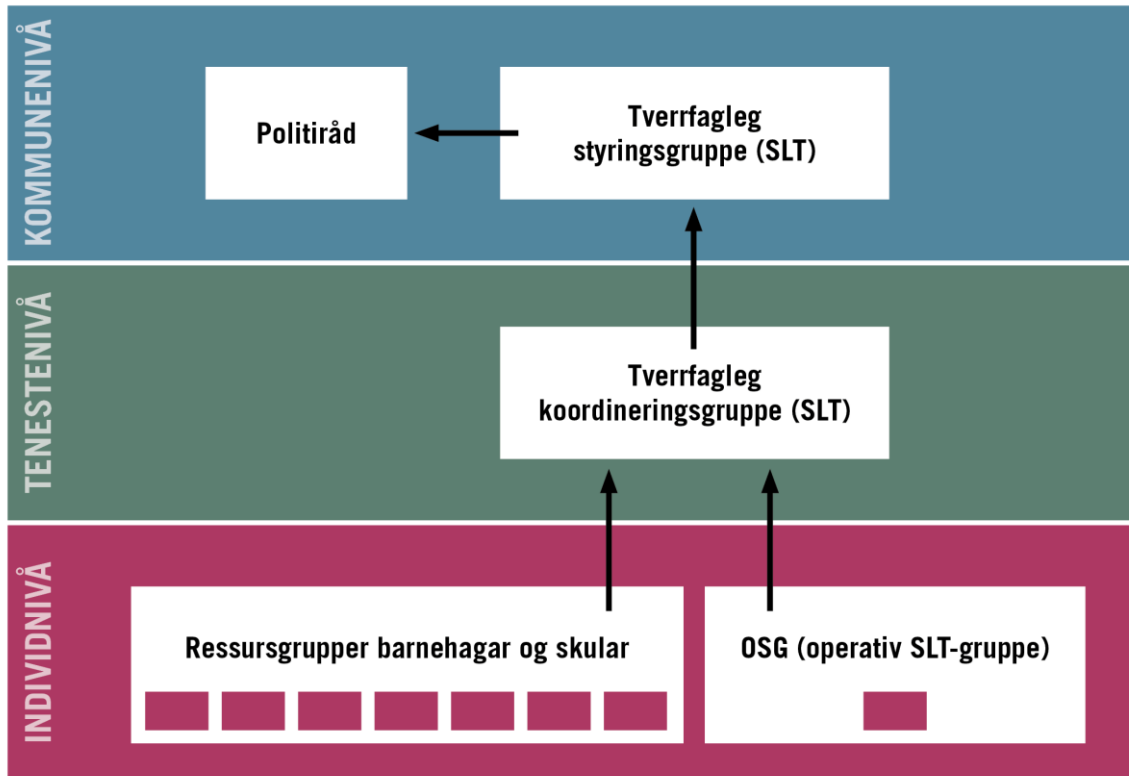 KOMMUNENIVÅ
Politiråd
Tverrfagleg
styringsgruppe (SLT)
TENESTENIVÅ
Tverrfagleg
koordineringsgruppe (SLT)
INDIVIDNIVÅ
Ressursgrupper barnehagar og skular
OSG (operativ SLT-gruppe)